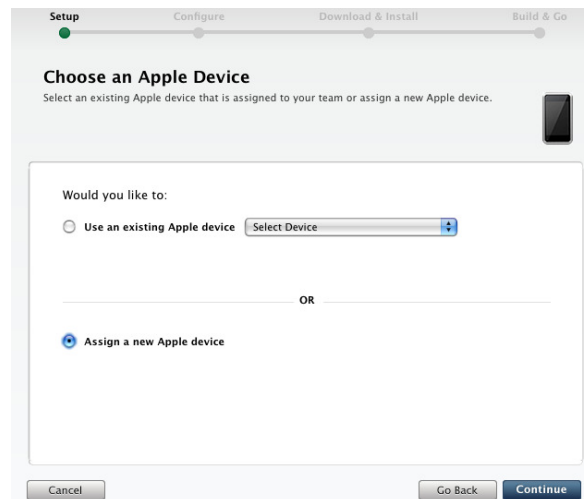 Setup Configure Download & Install Build & Go
Choose an Apple Device
Select an existing Apple device that is assigned to your team or assign a new Apple device.
Would you like to:
Use an existing Apple device Select Device
OR
Assign a new Apple device
Cancel Go Back Continue